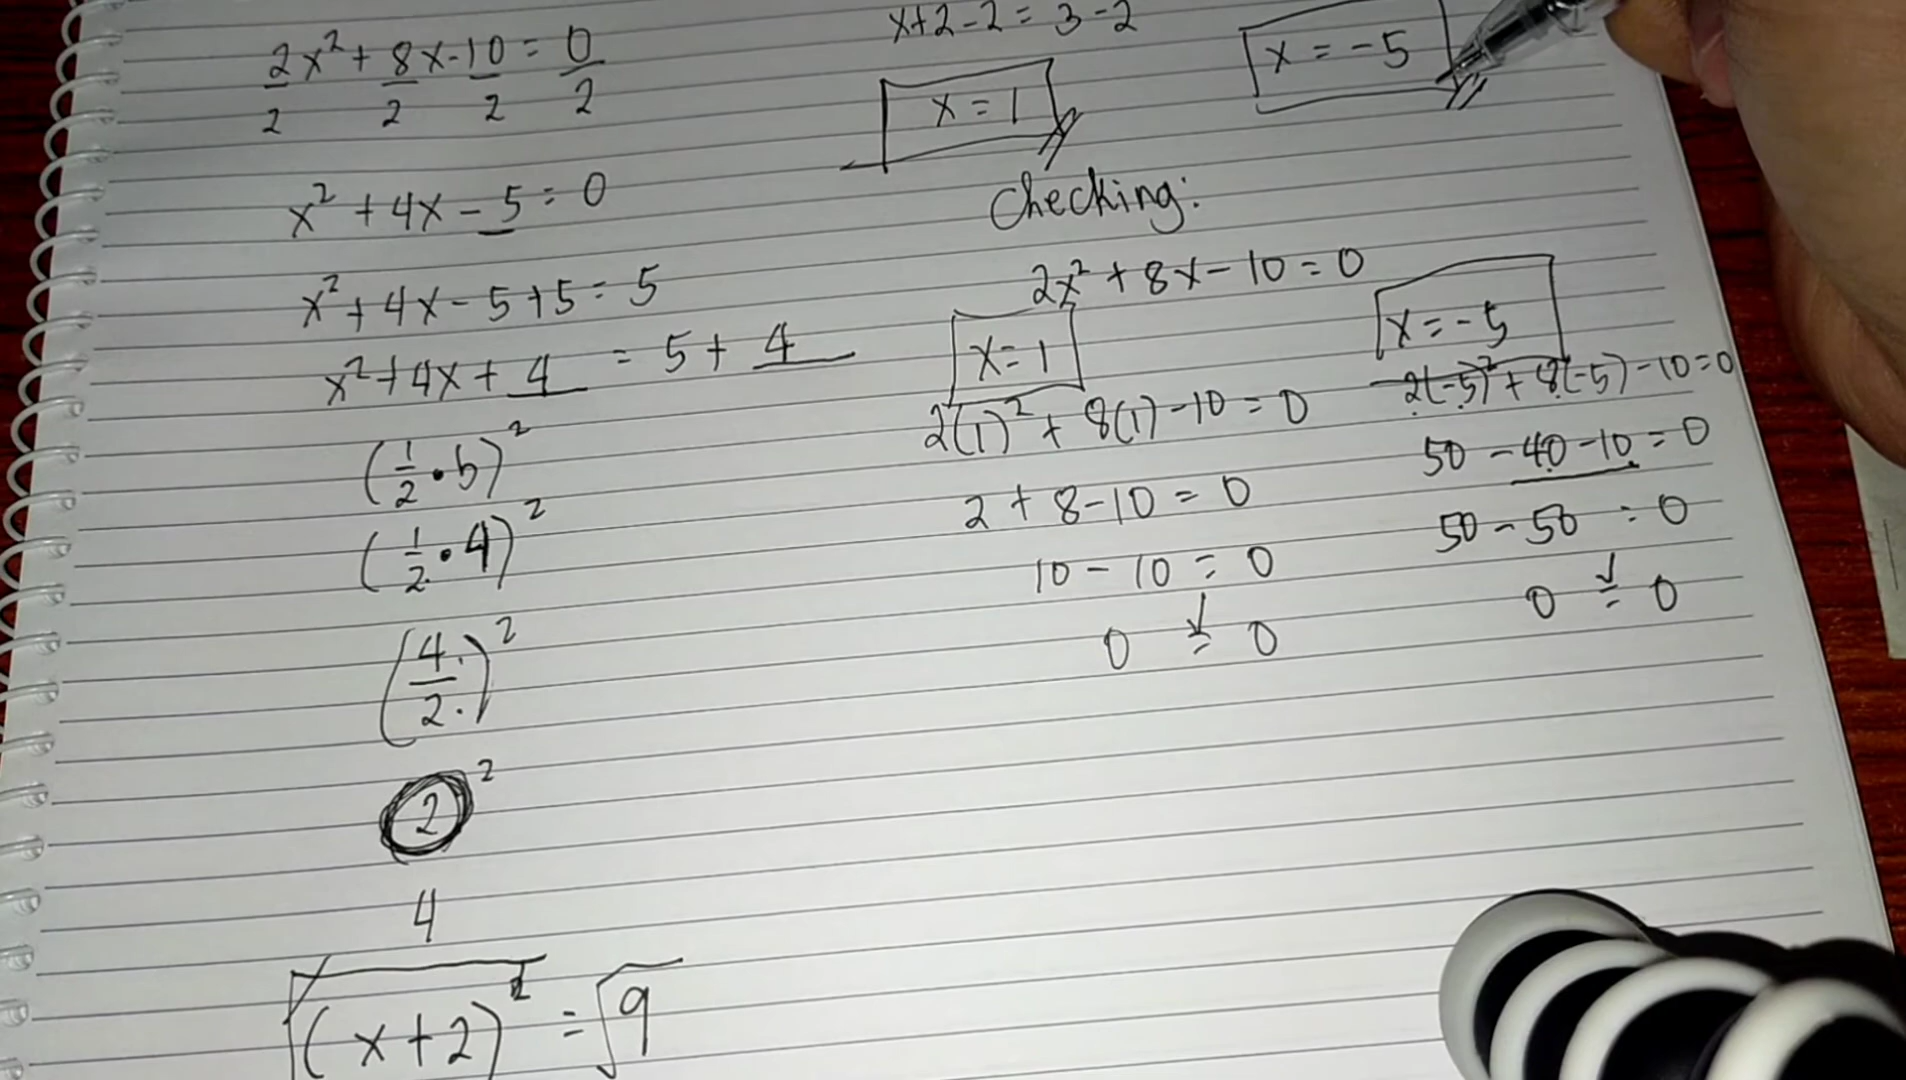 2x² + 8x - 10 = 0
2 2 2 2
x² + 4x - 5 = 0
x² + 4x - 5 + 5 = 5
x² + 4x + 4 = 5 + 4
(1/2 • b)²
(1/2 • 4)²
(4/2)²
2²
4
√(x+2)² = √9
x+2-2 = 3-2
x = 1
x = -5
Checking:
2x² + 8x - 10 = 0
x = 1
2(1)² + 8(1) - 10 = 0
2 + 8 - 10 = 0
10 - 10 = 0
0 = 0
x = -5
2(-5)² + 8(-5) - 10 = 0
50 - 40 - 10 = 0
50 - 50 = 0
0 = 0